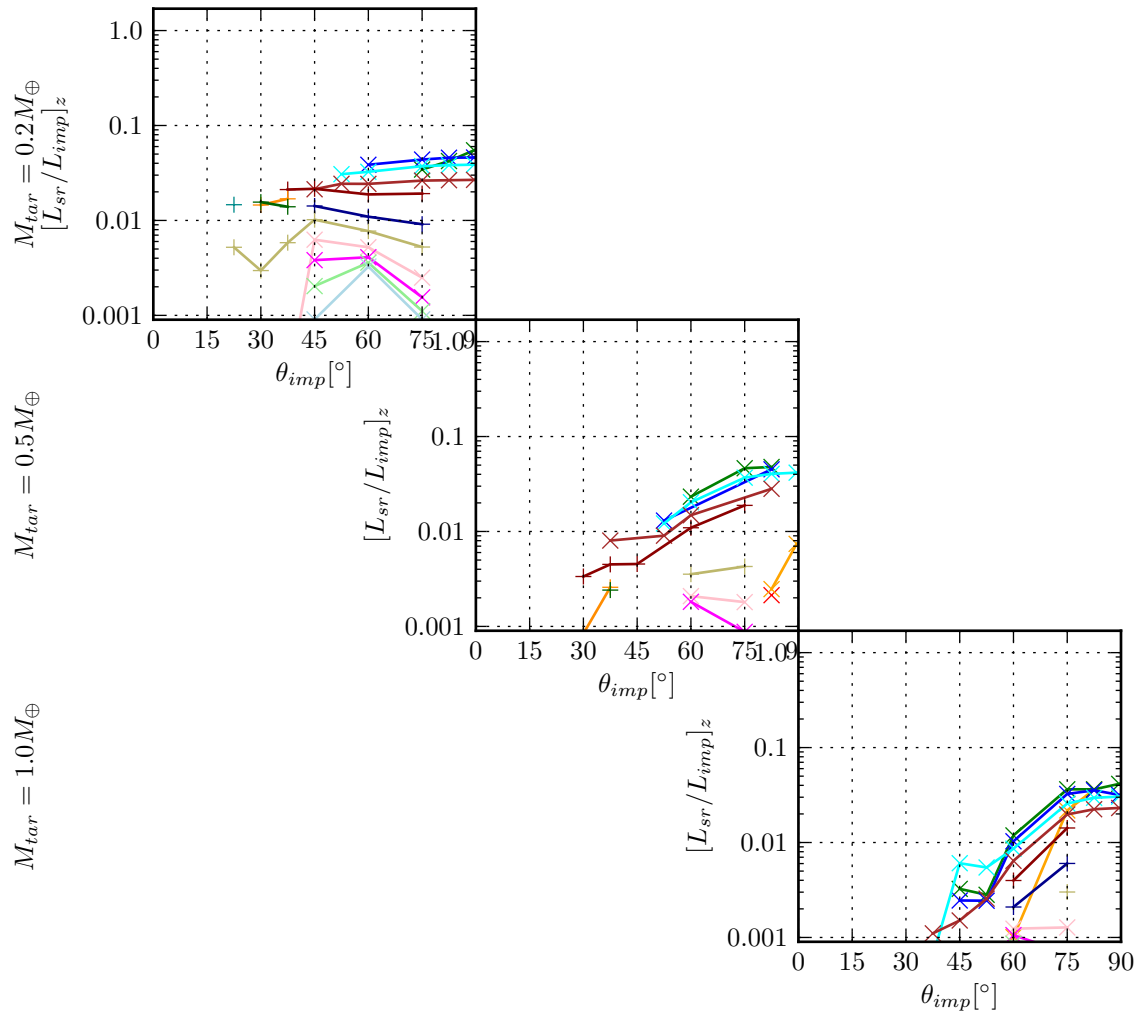 M_{tar} = 0.2M_⊕
[L_{sr}/L_{imp}]_z
1.0
0.1
0.01
0.001
0 15 30 45 60 75 9
θ_{imp}[°]
M_{tar} = 0.5M_⊕
[L_{sr}/L_{imp}]_z
1.0
0.1
0.01
0.001
0 15 30 45 60 75 9
θ_{imp}[°]
M_{tar} = 1.0M_⊕
[L_{sr}/L_{imp}]_z
1.0
0.1
0.01
0.001
0 15 30 45 60 75 90
θ_{imp}[°]